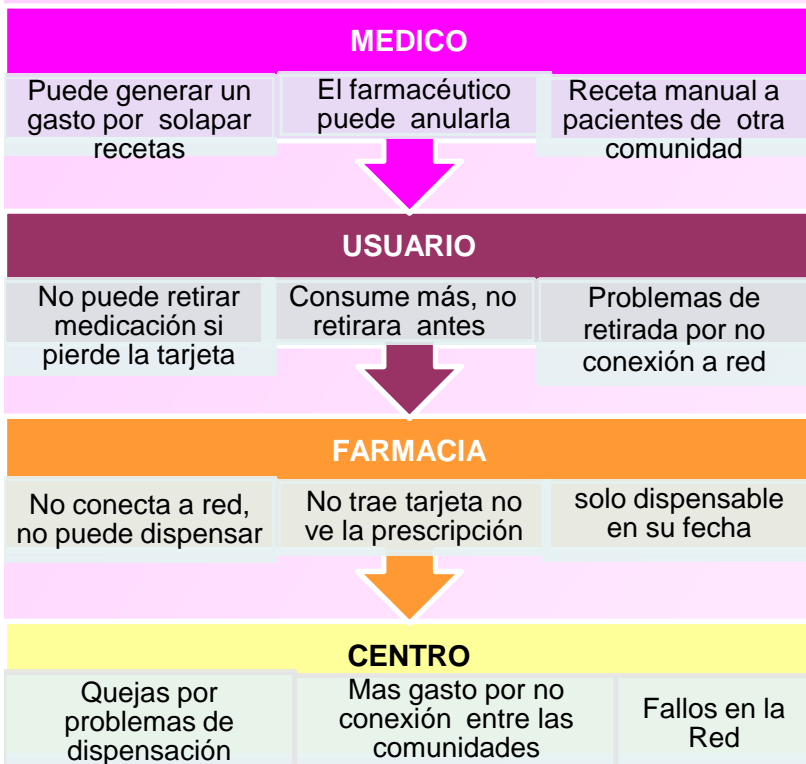 MEDICO
Puede generar un
gasto por solapar
recetas
El farmacéutico
puede anularla
Receta manual a
pacientes de otra
comunidad
USUARIO
No puede retirar
medicación si
pierde la tarjeta
Consume más, no
retirara antes
Problemas de
retirada por no
conexión a red
FARMACIA
No conecta a red,
no puede dispensar
No trae tarjeta no
ve la prescripción
solo dispensable
en su fecha
CENTRO
Quejas por
problemas de
dispensación
Mas gasto por no
conexión entre las
comunidades
Fallos en la
Red